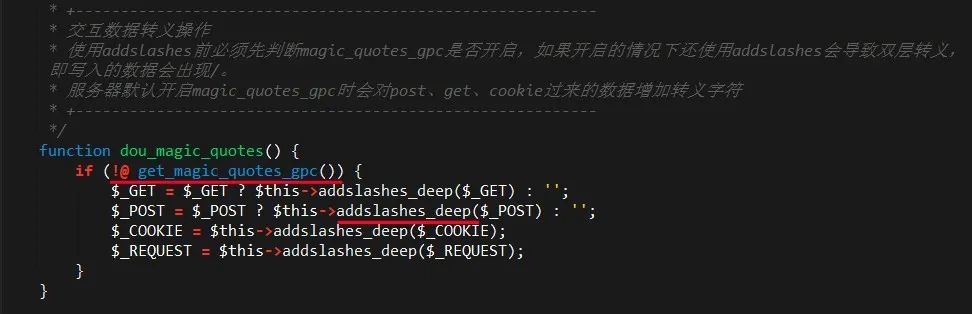 * +----------------------------------------------------------
* 交互数据转义操作
* 使用addslashes前必须先判断magic_quotes_gpc是否开启，如果开启的情况下还使用addslashes会导致双层转义，
即写入的数据会出现/。
* 服务器默认开启magic_quotes_gpc时会对post、get、cookie过来的数据增加转义字符
* +----------------------------------------------------------
*/
function dou_magic_quotes() {
if (!@ get_magic_quotes_gpc()) {
$_GET = $_GET ? $this->addslashes_deep($_GET) : '';
$_POST = $_POST ? $this->addslashes_deep($_POST) : '';
$_COOKIE = $this->addslashes_deep($_COOKIE);
$_REQUEST = $this->addslashes_deep($_REQUEST);
}
}